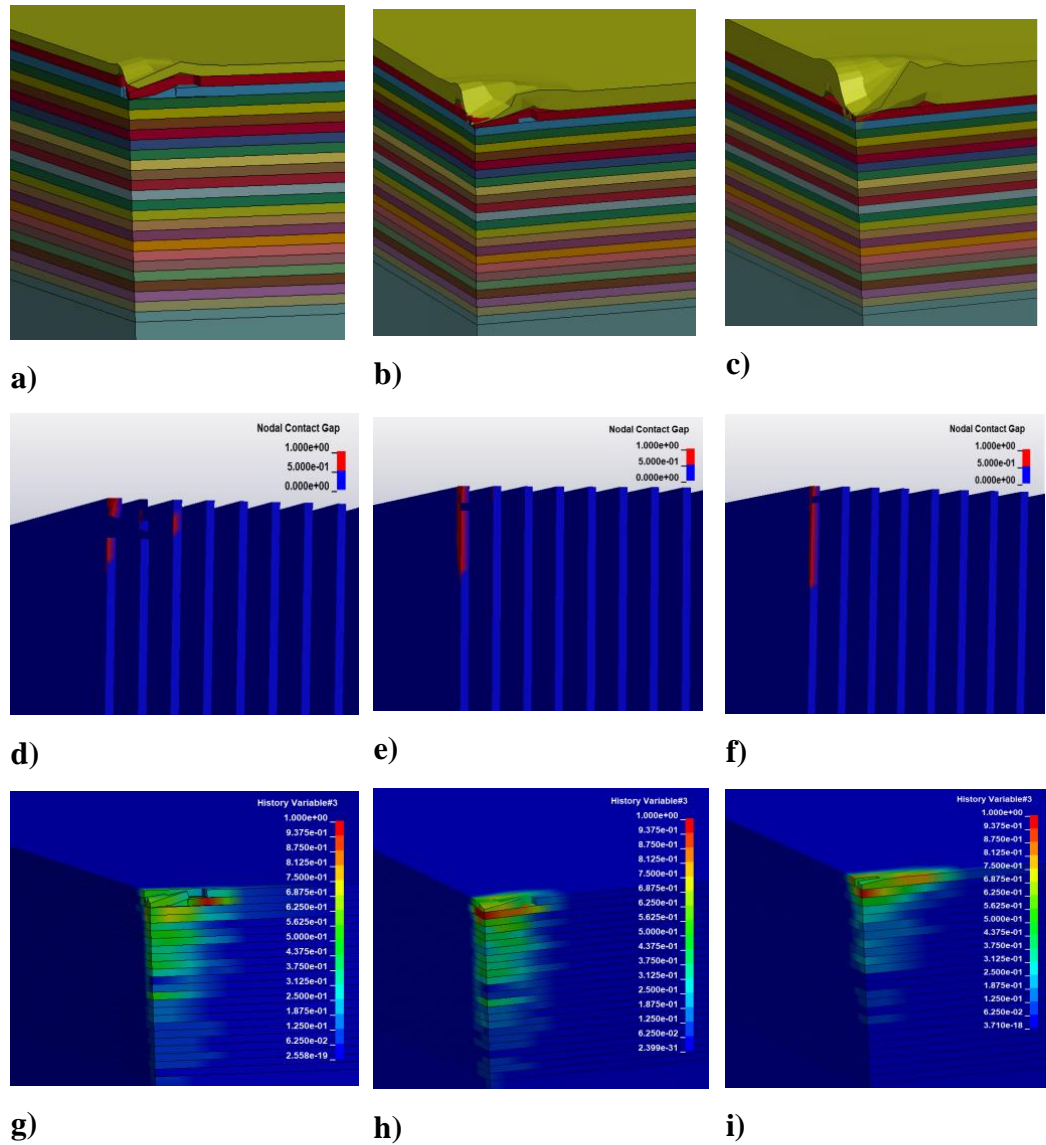 a)
b)
c)
Nodal Contact Gap
1.000e+00
5.000e-01
0.000e+00
Nodal Contact Gap
1.000e+00
5.000e-01
0.000e+00
Nodal Contact Gap
1.000e+00
5.000e-01
0.000e+00
d)
e)
f)
History Variable#3
1.000e+00
9.375e-01
8.750e-01
8.125e-01
7.500e-01
6.875e-01
6.250e-01
5.625e-01
5.000e-01
4.375e-01
3.750e-01
3.125e-01
2.500e-01
1.875e-01
1.250e-01
6.250e-02
2.558e-19
History Variable#3
1.000e+00
9.375e-01
8.750e-01
8.125e-01
7.500e-01
6.875e-01
6.250e-01
5.625e-01
5.000e-01
4.375e-01
3.750e-01
3.125e-01
2.500e-01
1.875e-01
1.250e-01
6.250e-02
2.399e-31
History Variable#3
1.000e+00
9.375e-01
8.750e-01
8.125e-01
7.500e-01
6.875e-01
6.250e-01
5.625e-01
5.000e-01
4.375e-01
3.750e-01
3.125e-01
2.500e-01
1.875e-01
1.250e-01
6.250e-02
3.710e-18
g)
h)
i)